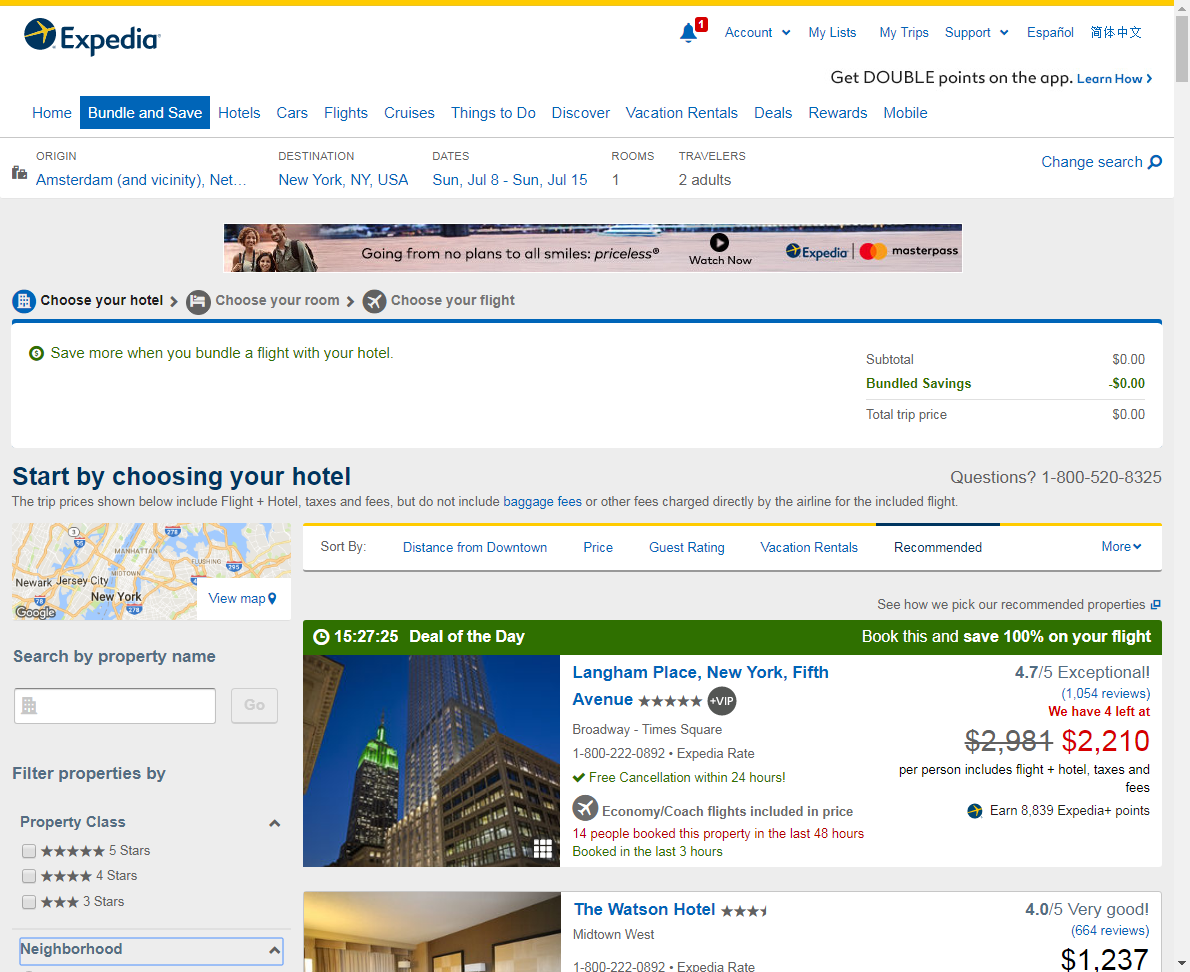 Expedia
1
Account
My Lists
My Trips
Support
Español
简体中文
Get DOUBLE points on the app. Learn How
Home
Bundle and Save
Hotels
Cars
Flights
Cruises
Things to Do
Discover
Vacation Rentals
Deals
Rewards
Mobile
ORIGIN
Amsterdam (and vicinity), Net...
DESTINATION
New York, NY, USA
DATES
Sun, Jul 8 - Sun, Jul 15
ROOMS
1
TRAVELERS
2 adults
Change search
Going from no plans to all smiles: priceless®
Watch Now
Expedia
masterpass
Choose your hotel
Choose your room
Choose your flight
Save more when you bundle a flight with your hotel.
Subtotal $0.00
Bundled Savings -$0.00
Total trip price $0.00
Start by choosing your hotel
Questions? 1-800-520-8325
The trip prices shown below include Flight + Hotel, taxes and fees, but do not include baggage fees or other fees charged directly by the airline for the included flight.
3
278
95
MANHATTAN
FLUSHING
MIDTOWN
295
Newark
Jersey City
New York
78
278
Google
View map
Sort By:
Distance from Downtown
Price
Guest Rating
Vacation Rentals
Recommended
More
See how we pick our recommended properties
Search by property name
Go
Filter properties by
Property Class
5 Stars
4 Stars
3 Stars
Neighborhood
15:27:25 Deal of the Day
Book this and save 100% on your flight
Langham Place, New York, Fifth
Avenue
+VIP
Broadway - Times Square
1-800-222-0892 • Expedia Rate
Free Cancellation within 24 hours!
Economy/Coach flights included in price
14 people booked this property in the last 48 hours
Booked in the last 3 hours
4.7/5 Exceptional!
(1,054 reviews)
We have 4 left at
$2,981 $2,210
per person includes flight + hotel, taxes and
fees
Earn 8,839 Expedia+ points
The Watson Hotel
Midtown West
1-800-222-0892 • Expedia Rate
4.0/5 Very good!
(664 reviews)
$1,237